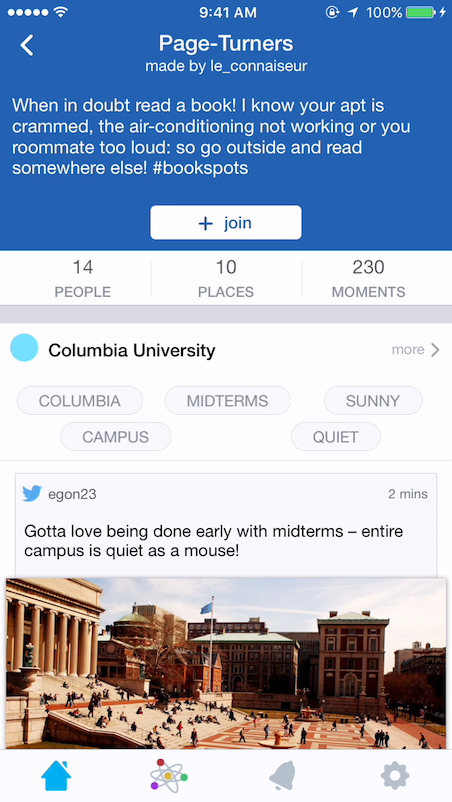 9:41 AM
100%
Page-Turners
made by le_connaiseur
When in doubt read a book! I know your apt is
crammed, the air-conditioning not working or you
roommate too loud: so go outside and read
somewhere else! #bookspots
+ join
14 10 230
PEOPLE PLACES MOMENTS
Columbia University more
COLUMBIA MIDTERMS SUNNY
CAMPUS QUIET
egon23 2 mins
Gotta love being done early with midterms – entire
campus is quiet as a mouse!